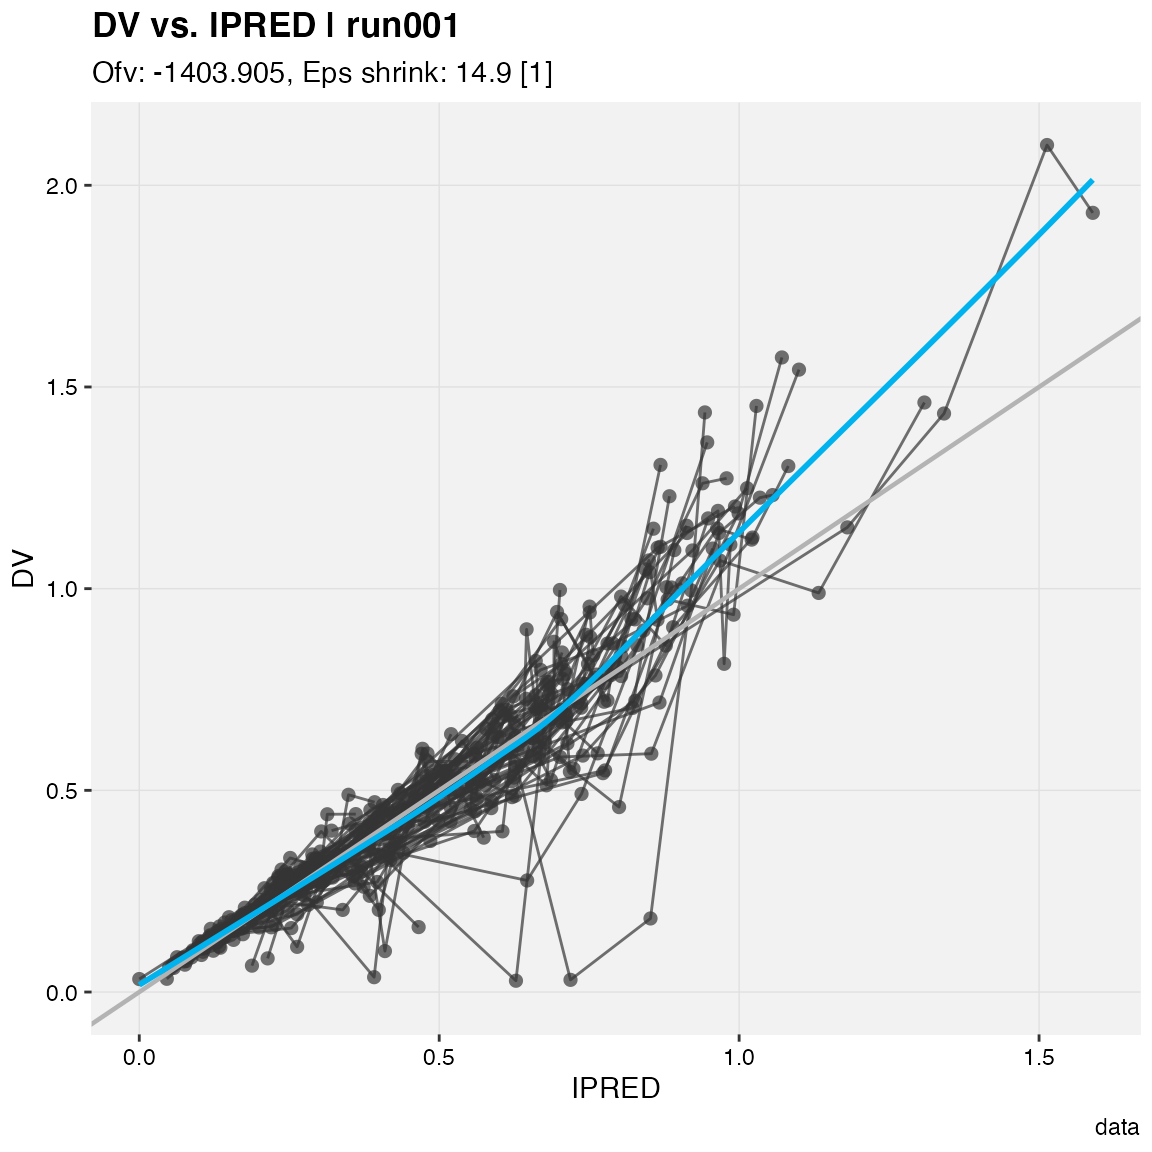 DV vs. IPRED | run001
Ofv: -1403.905, Eps shrink: 14.9 [1]
2.0
1.5
1.0
0.5
0.0
DV
0.0 0.5 1.0 1.5
IPRED
data